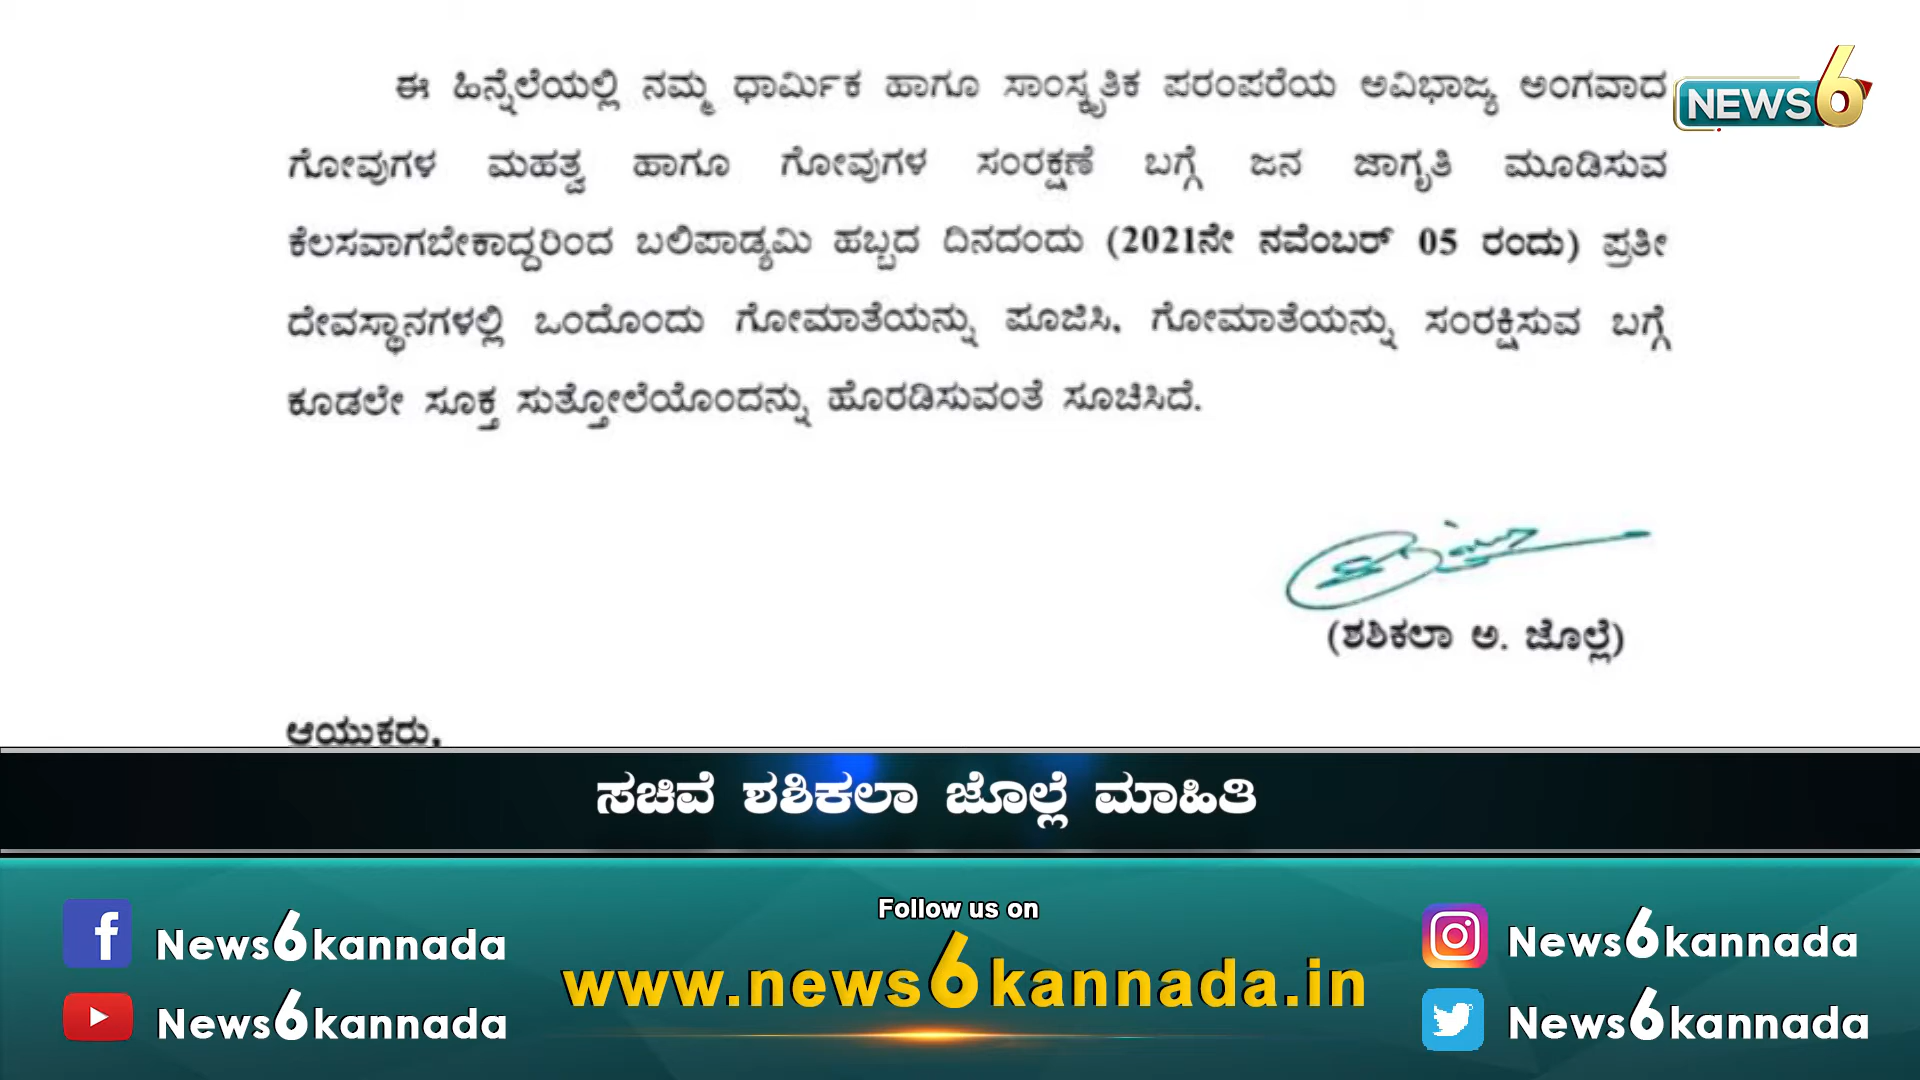 ಈ ಹಿನ್ನೆಲೆಯಲ್ಲಿ ನಮ್ಮ ಧಾರ್ಮಿಕ ಹಾಗೂ ಸಾಂಸ್ಕೃತಿಕ ಪರಂಪರೆಯ ಅವಿಭಾಜ್ಯ ಅಂಗವಾದ
NEWS6
ಗೋವುಗಳ ಮಹತ್ವ ಹಾಗೂ ಗೋವುಗಳ ಸಂರಕ್ಷಣೆ ಬಗ್ಗೆ ಜನ ಜಾಗೃತಿ ಮೂಡಿಸುವ
ಕೆಲಸವಾಗಬೇಕಾದ್ದರಿಂದ ಬಲಿಪಾಡ್ಯಮಿ ಹಬ್ಬದ ದಿನದಂದು (2021ನೇ ನವೆಂಬರ್ 05 ರಂದು) ಪ್ರತೀ
ದೇವಸ್ಥಾನಗಳಲ್ಲಿ ಒಂದೊಂದು ಗೋಮಾತೆಯನ್ನು ಪೂಜಿಸಿ, ಗೋಮಾತೆಯನ್ನು ಸಂರಕ್ಷಿಸುವ ಬಗ್ಗೆ
ಕೂಡಲೇ ಸೂಕ್ತ ಸುತ್ತೋಲೆಯೊಂದನ್ನು ಹೊರಡಿಸುವಂತೆ ಸೂಚಿಸಿದೆ.
(ಶಶಿಕಲಾ ಅ. ಜೊಲ್ಲೆ)
ಸಚಿವೆ ಶಶಿಕಲಾ ಜೊಲ್ಲೆ ಮಾಹಿತಿ
Follow us on
News6kannada
www.news6kannada.in
News6kannada
News6kannada
News6kannada